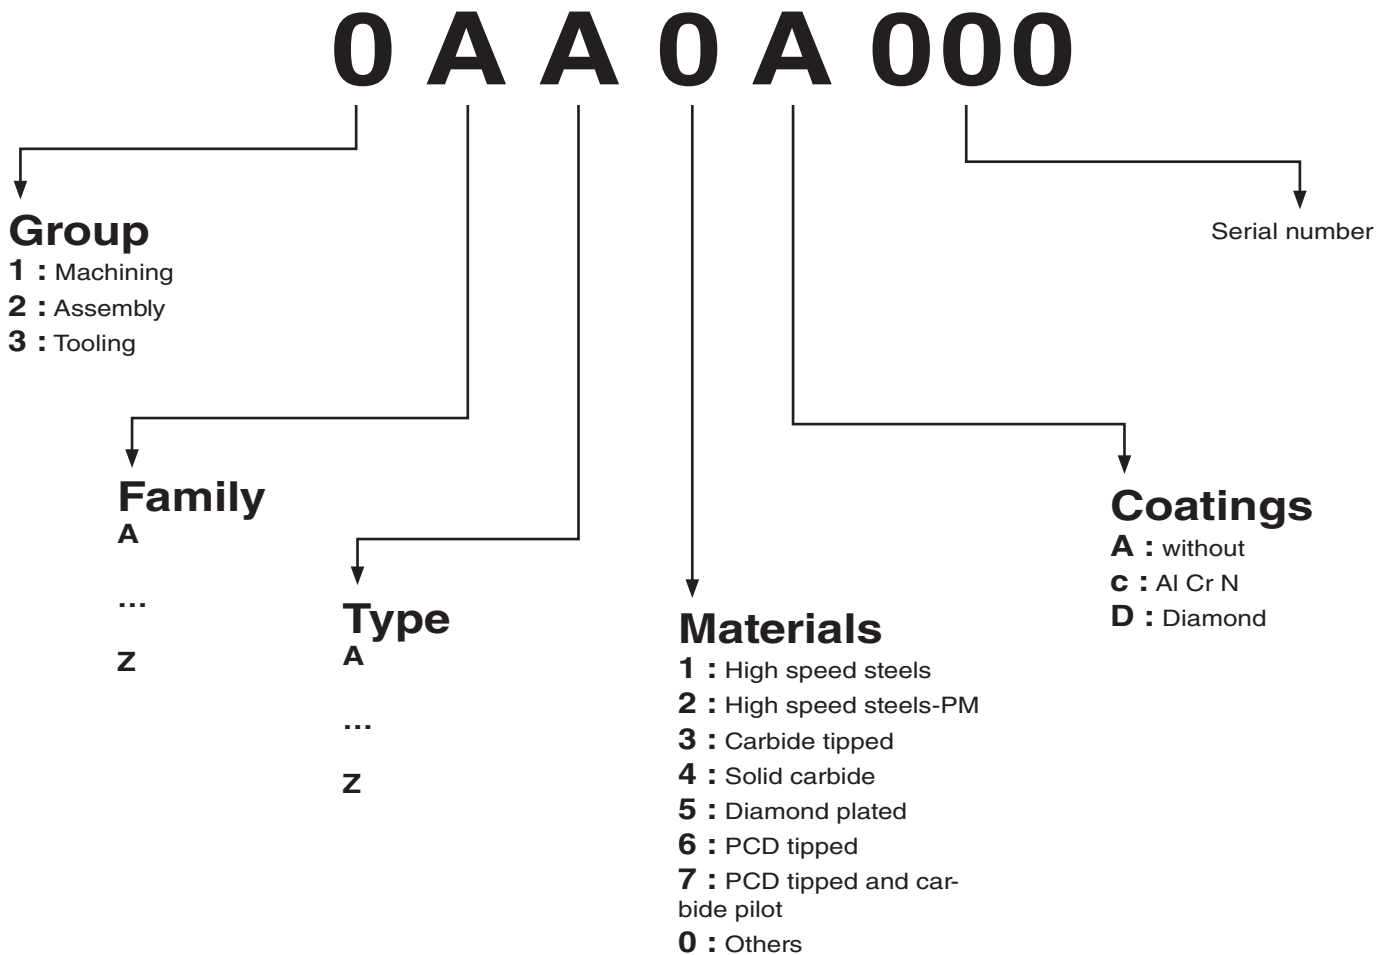 0 A A 0 A 000
Group
1 : Machining
2 : Assembly
3 : Tooling
Serial number
Family
A
...
Z
Type
A
...
Z
Materials
1 : High speed steels
2 : High speed steels-PM
3 : Carbide tipped
4 : Solid carbide
5 : Diamond plated
6 : PCD tipped
7 : PCD tipped and car-
bide pilot
0 : Others
Coatings
A : without
c : Al Cr N
D : Diamond